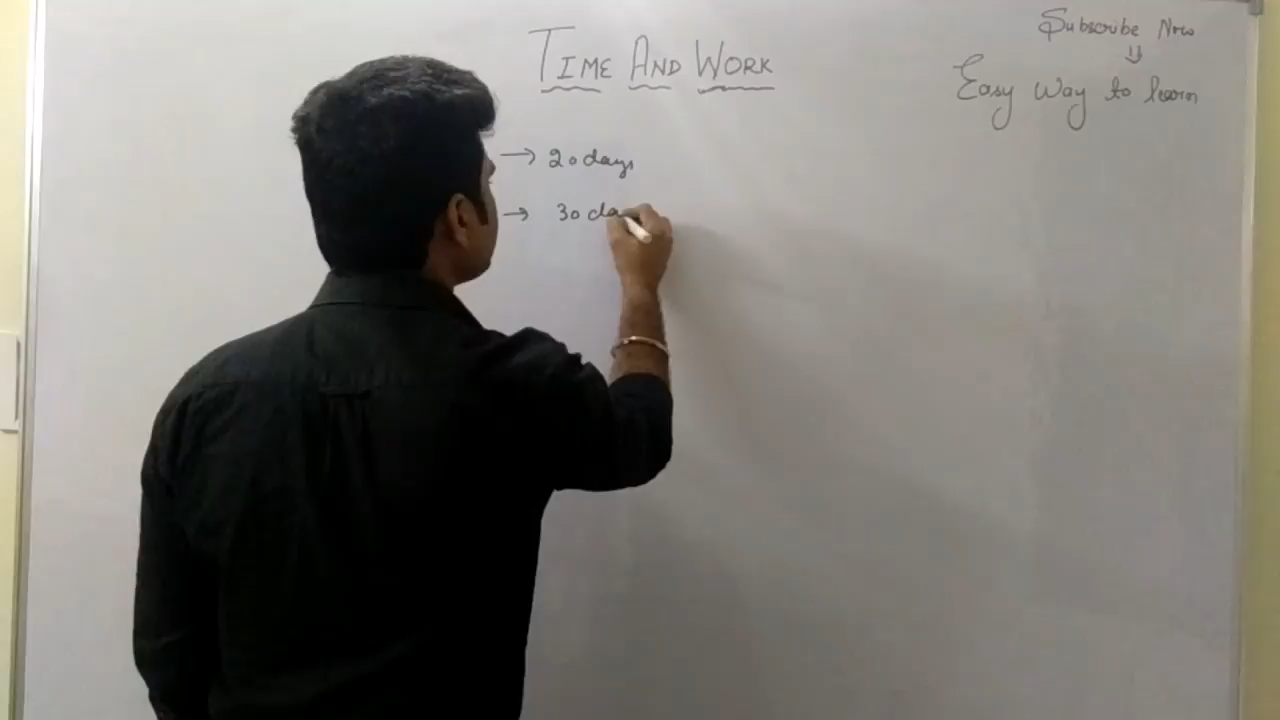 Subscribe Now
⇓
TIME AND WORK
Easy Way to learn
→ 20 days
→ 30 da